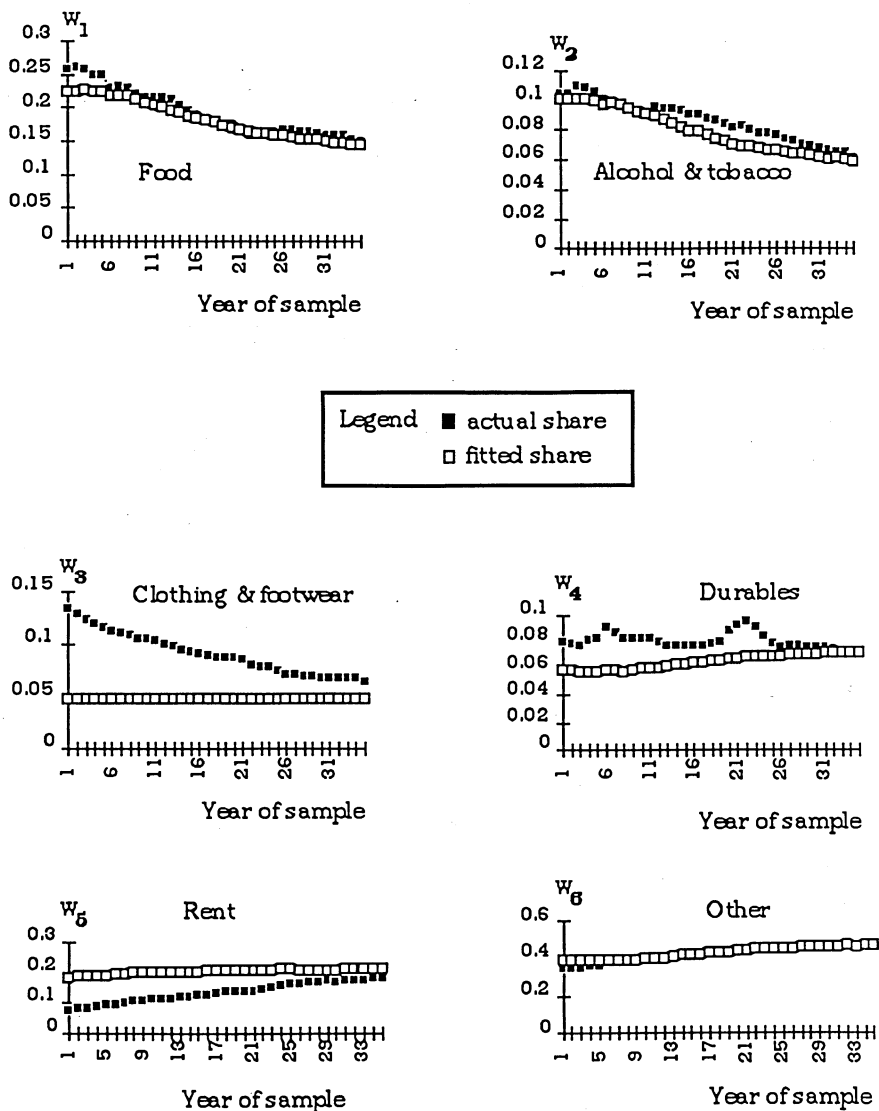 W1
0.3
0.25
0.2
0.15
0.1
0.05
0
Food
1 6 11 16 21 26 31
Year of sample
W2
0.12
0.1
0.08
0.06
0.04
0.02
0
Alcohol & tobacco
1 6 11 16 21 26 31
Year of sample
Legend
actual share
fitted share
W3
0.15
0.1
0.05
0
Clothing & footwear
1 6 11 16 21 26 31
Year of sample
W4
0.1
0.08
0.06
0.04
0.02
0
Durables
1 6 11 16 21 26 31
Year of sample
W5
0.3
0.2
0.1
0
Rent
1 5 9 13 17 21 25 29 33
Year of sample
W6
0.6
0.4
0.2
0
Other
1 5 9 13 17 21 25 29 33
Year of sample